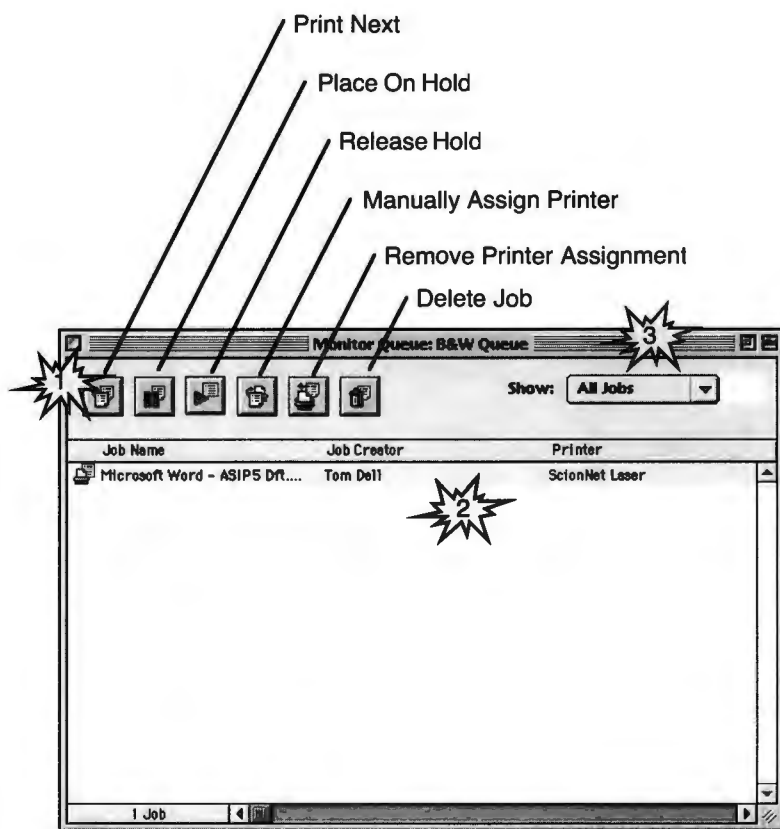 Print Next
Place On Hold
Release Hold
Manually Assign Printer
Remove Printer Assignment
Delete Job
Monitor Queue: B&W Queue
3
1
Show: All Jobs
Job Name Job Creator Printer
Microsoft Word - ASIP5 Dft.... Tom Dell ScionNet Laser
2
1 Job